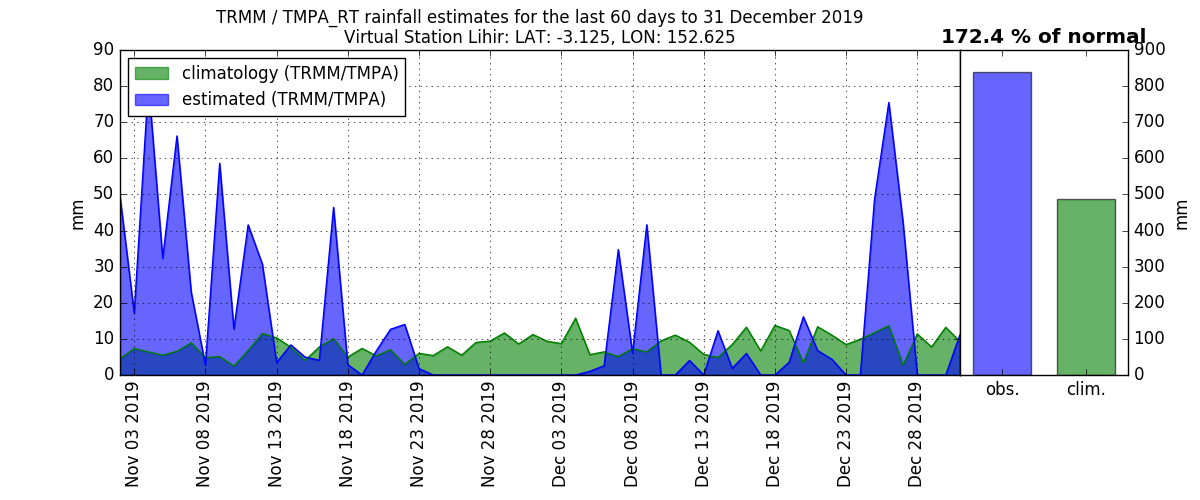 TRMM / TMPA_RT rainfall estimates for the last 60 days to 31 December 2019
Virtual Station Lihir: LAT: -3.125, LON: 152.625
172.4 % of normal
climatology (TRMM/TMPA)
estimated (TRMM/TMPA)
mm
90
80
70
60
50
40
30
20
10
0
Nov 03 2019
Nov 08 2019
Nov 13 2019
Nov 18 2019
Nov 23 2019
Nov 28 2019
Dec 03 2019
Dec 08 2019
Dec 13 2019
Dec 18 2019
Dec 23 2019
Dec 28 2019
obs.
clim.
900
800
700
600
500
400
300
200
100
0
mm